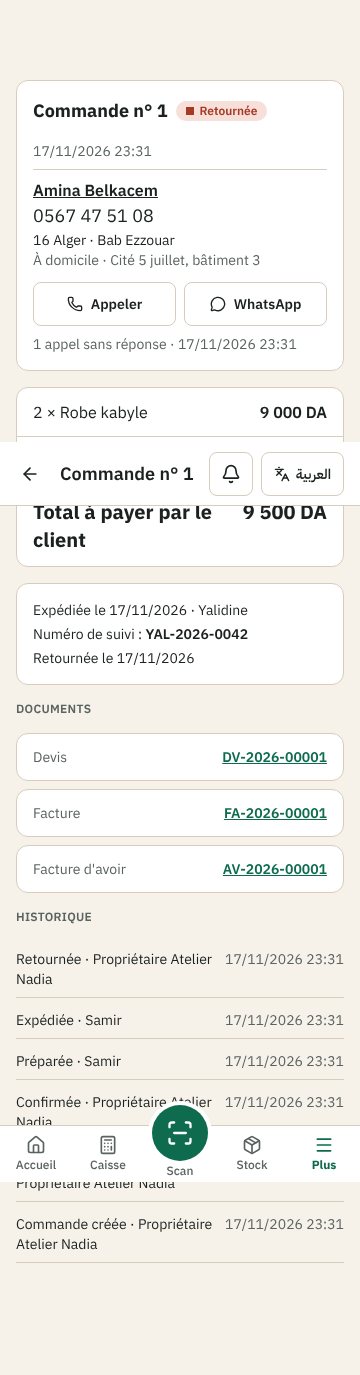 Commande n° 1 Retournée
17/11/2026 23:31
Amina Belkacem
0567 47 51 08
16 Alger · Bab Ezzouar
À domicile · Cité 5 juillet, bâtiment 3
Appeler WhatsApp
1 appel sans réponse · 17/11/2026 23:31
2 × Robe kabyle 9 000 DA
Commande n° 1 العربية
Total à payer par le 9 500 DA
client
Expédiée le 17/11/2026 · Yalidine
Numéro de suivi : YAL-2026-0042
Retournée le 17/11/2026
DOCUMENTS
Devis DV-2026-00001
Facture FA-2026-00001
Facture d'avoir AV-2026-00001
HISTORIQUE
Retournée · Propriétaire Atelier 17/11/2026 23:31
Nadia
Expédiée · Samir 17/11/2026 23:31
Préparée · Samir 17/11/2026 23:31
Confirmée · Propriétaire Atelier 17/11/2026 23:31
Nadia
Accueil Caisse Scan Stock Plus
Propriétaire Atelier Nadia
Commande créée · Propriétaire 17/11/2026 23:31
Atelier Nadia